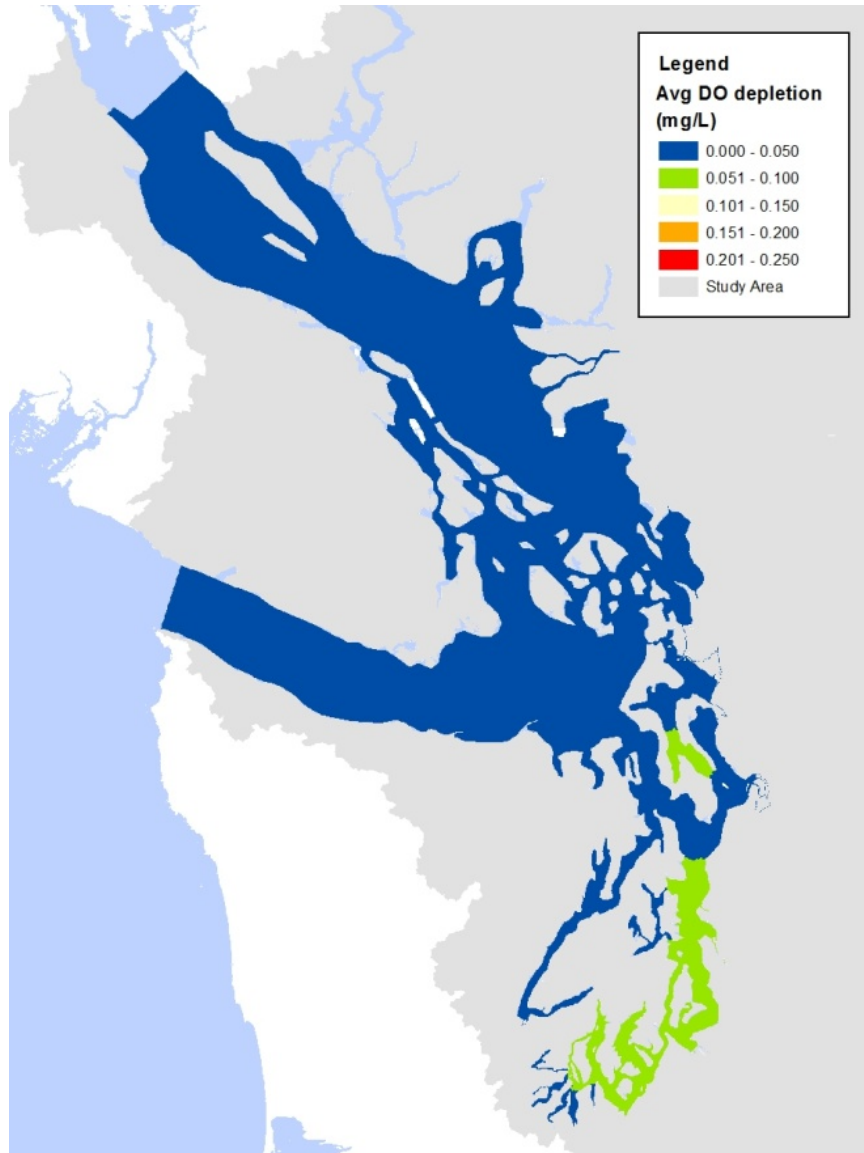 Legend
Avg DO depletion
(mg/L)
0.000 - 0.050
0.051 - 0.100
0.101 - 0.150
0.151 - 0.200
0.201 - 0.250
Study Area